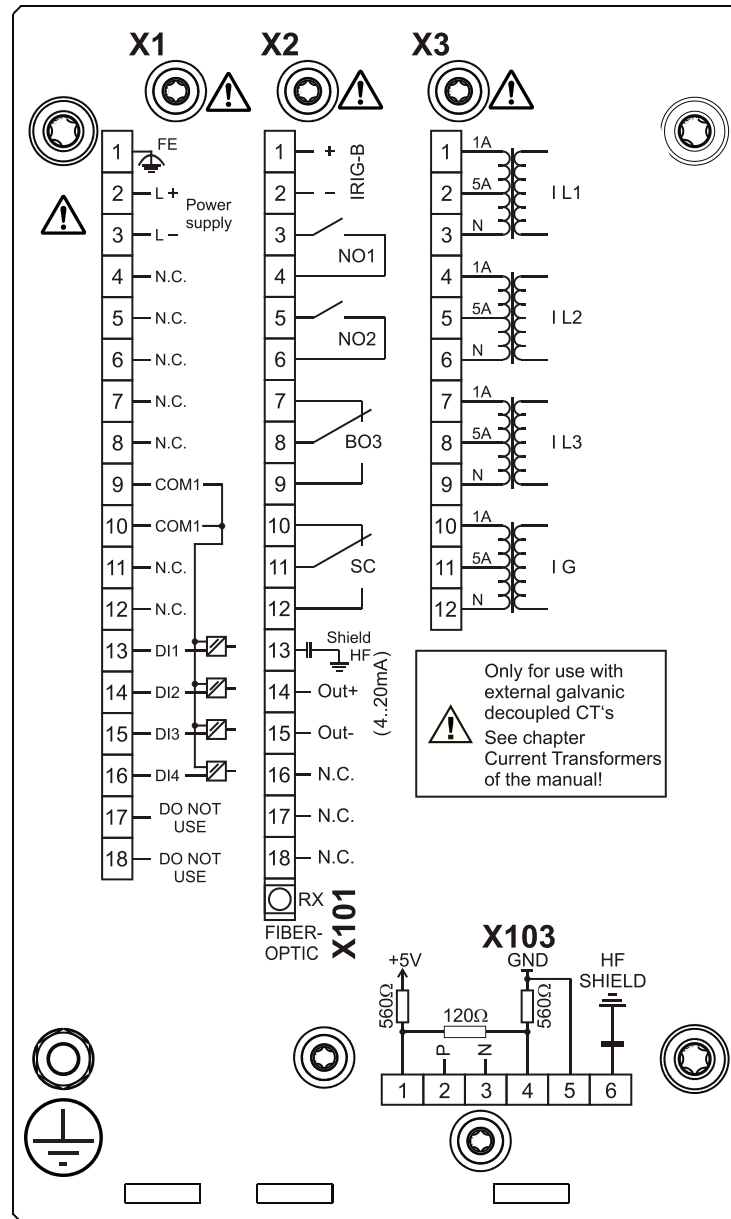 X1 X2 X3
1 FE
2 L+
Power
supply
3 L−
4 N.C.
5 N.C.
6 N.C.
7 N.C.
8 N.C.
9 COM1
10 COM1
11 N.C.
12 N.C.
13 DI1
14 DI2
15 DI3
16 DI4
17 DO NOT
USE
18 DO NOT
USE
1 +
2 −
IRIG-B
3
NO1
4
5
NO2
6
7
8 BO3
9
10
11 SC
12
13 Shield
HF
14 Out+
15 Out-
(4..20mA)
16 N.C.
17 N.C.
18 N.C.
RX
FIBER-
OPTIC
X101
1 1A
2 5A I L1
3 N
4 1A
5 5A I L2
6 N
7 1A
8 5A I L3
9 N
10 1A
11 5A I G
12 N
Only for use with
external galvanic
decoupled CT‘s
See chapter
Current Transformers
of the manual!
X103
+5V GND HF
SHIELD
560Ω 120Ω 560Ω
P N
1 2 3 4 5 6